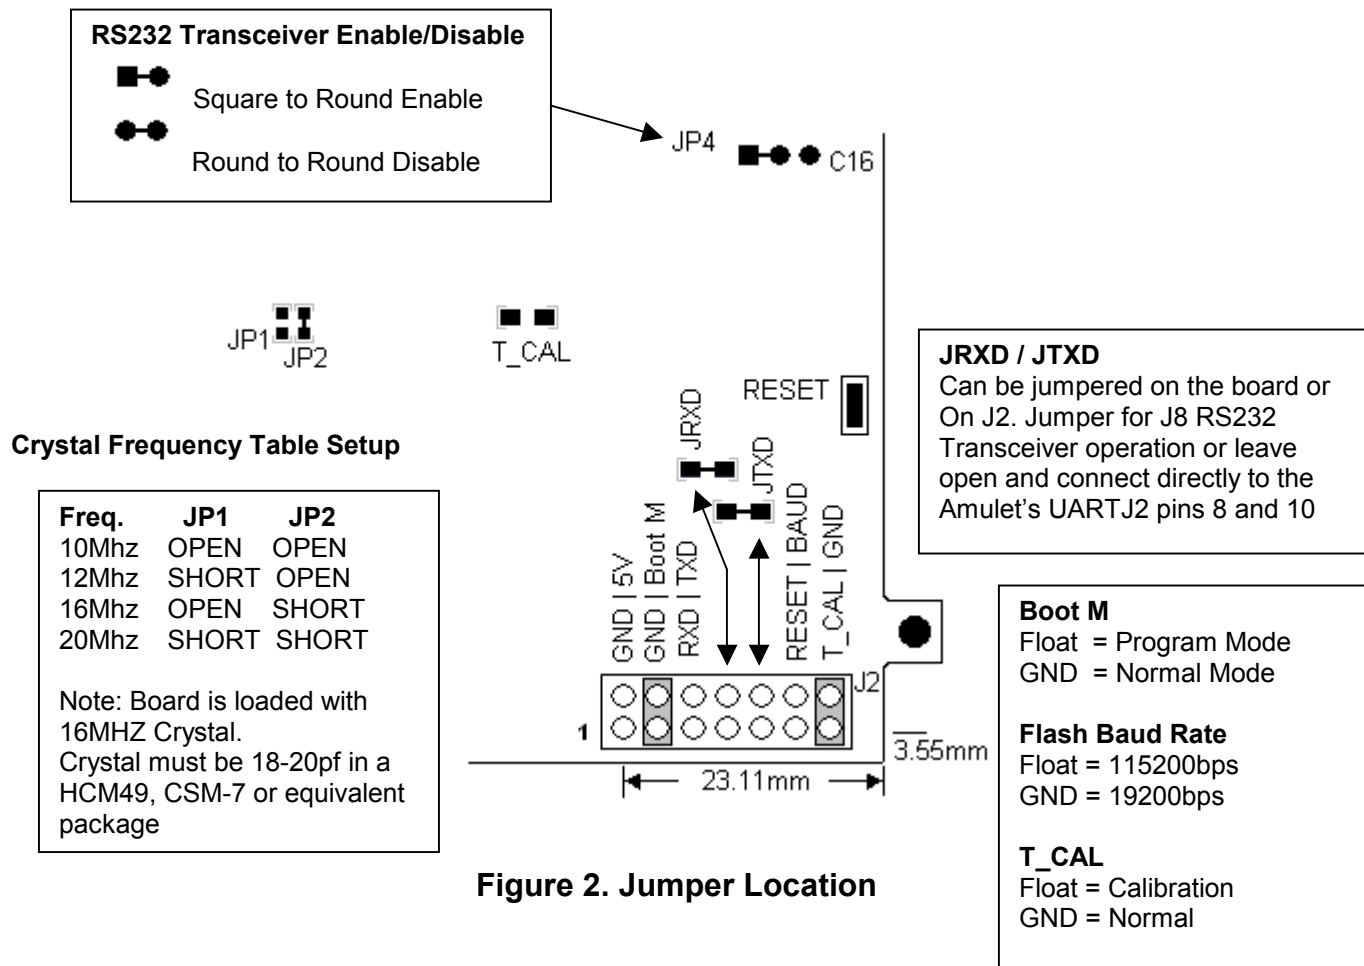 RS232 Transceiver Enable/Disable
Square to Round Enable
Round to Round Disable
JP4
C16
JP1
JP2
T_CAL
RESET
JRXD
JTXD
JRXD / JTXD
Can be jumpered on the board or
On J2. Jumper for J8 RS232
Transceiver operation or leave
open and connect directly to the
Amulet's UARTJ2 pins 8 and 10
Crystal Frequency Table Setup
Freq. JP1 JP2
10Mhz OPEN OPEN
12Mhz SHORT OPEN
16Mhz OPEN SHORT
20Mhz SHORT SHORT
Note: Board is loaded with
16MHZ Crystal.
Crystal must be 18-20pf in a
HCM49, CSM-7 or equivalent
package
GND | 5V
GND | Boot M
RXD | TXD
RESET | BAUD
T_CAL | GND
J2
1
3.55mm
23.11mm
Boot M
Float = Program Mode
GND = Normal Mode
Flash Baud Rate
Float = 115200bps
GND = 19200bps
T_CAL
Float = Calibration
GND = Normal
Figure 2. Jumper Location